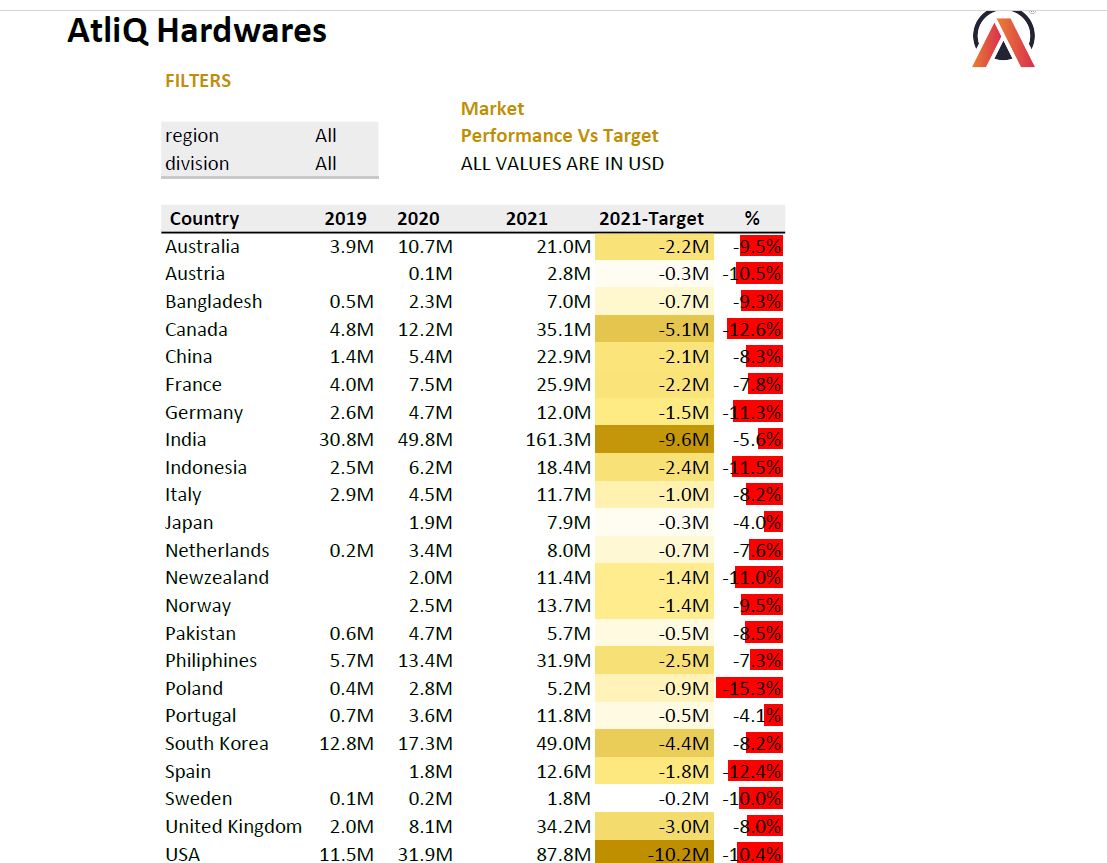 AtliQ Hardwares
FILTERS
Market
region All Performance Vs Target
division All ALL VALUES ARE IN USD
Country 2019 2020 2021 2021-Target %
Australia 3.9M 10.7M 21.0M -2.2M -9.5%
Austria 0.1M 2.8M -0.3M -10.5%
Bangladesh 0.5M 2.3M 7.0M -0.7M -9.3%
Canada 4.8M 12.2M 35.1M -5.1M -12.6%
China 1.4M 5.4M 22.9M -2.1M -8.3%
France 4.0M 7.5M 25.9M -2.2M -7.8%
Germany 2.6M 4.7M 12.0M -1.5M -11.3%
India 30.8M 49.8M 161.3M -9.6M -5.6%
Indonesia 2.5M 6.2M 18.4M -2.4M -11.5%
Italy 2.9M 4.5M 11.7M -1.0M -8.2%
Japan 1.9M 7.9M -0.3M -4.0%
Netherlands 0.2M 3.4M 8.0M -0.7M -7.6%
Newzealand 2.0M 11.4M -1.4M -11.0%
Norway 2.5M 13.7M -1.4M -9.5%
Pakistan 0.6M 4.7M 5.7M -0.5M -8.5%
Philiphines 5.7M 13.4M 31.9M -2.5M -7.3%
Poland 0.4M 2.8M 5.2M -0.9M -15.3%
Portugal 0.7M 3.6M 11.8M -0.5M -4.1%
South Korea 12.8M 17.3M 49.0M -4.4M -8.2%
Spain 1.8M 12.6M -1.8M -12.4%
Sweden 0.1M 0.2M 1.8M -0.2M -10.0%
United Kingdom 2.0M 8.1M 34.2M -3.0M -8.0%
USA 11.5M 31.9M 87.8M -10.2M -10.4%